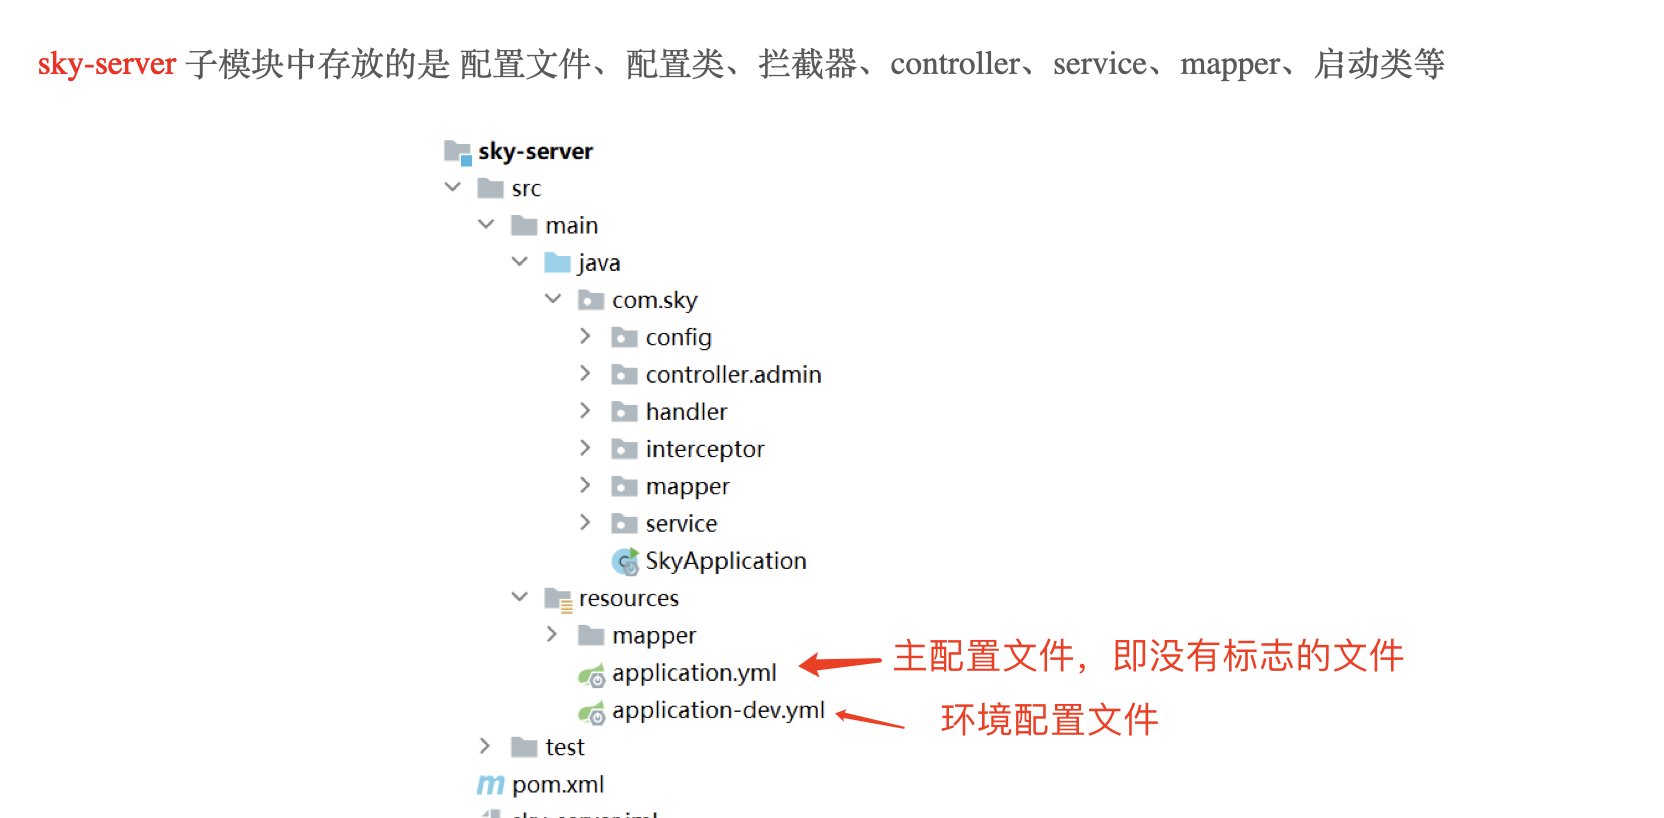 sky-server 子模块中存放的是 配置文件、配置类、拦截器、controller、service、mapper、启动类等
sky-server
src
main
java
com.sky
config
controller.admin
handler
interceptor
mapper
service
SkyApplication
resources
mapper
application.yml 主配置文件，即没有标志的文件
application-dev.yml 环境配置文件
test
pom.xml